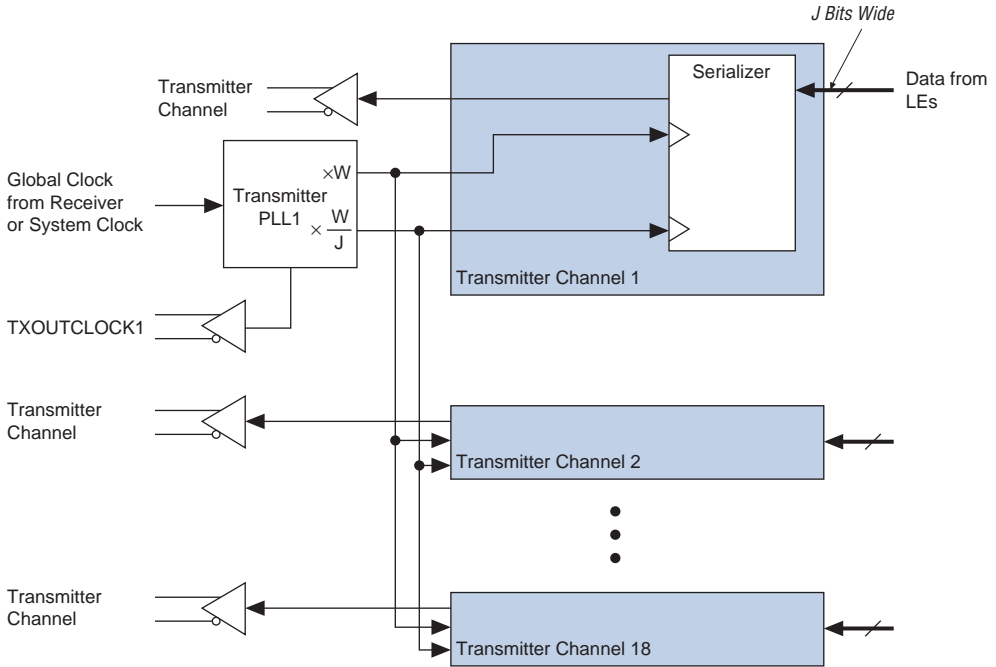 J Bits Wide
Serializer
Data from
LEs
Transmitter
Channel
Global Clock
from Receiver
or System Clock
Transmitter
PLL1
×W
× W
J
Transmitter Channel 1
TXOUTCLOCK1
Transmitter
Channel
Transmitter Channel 2
Transmitter
Channel
Transmitter Channel 18